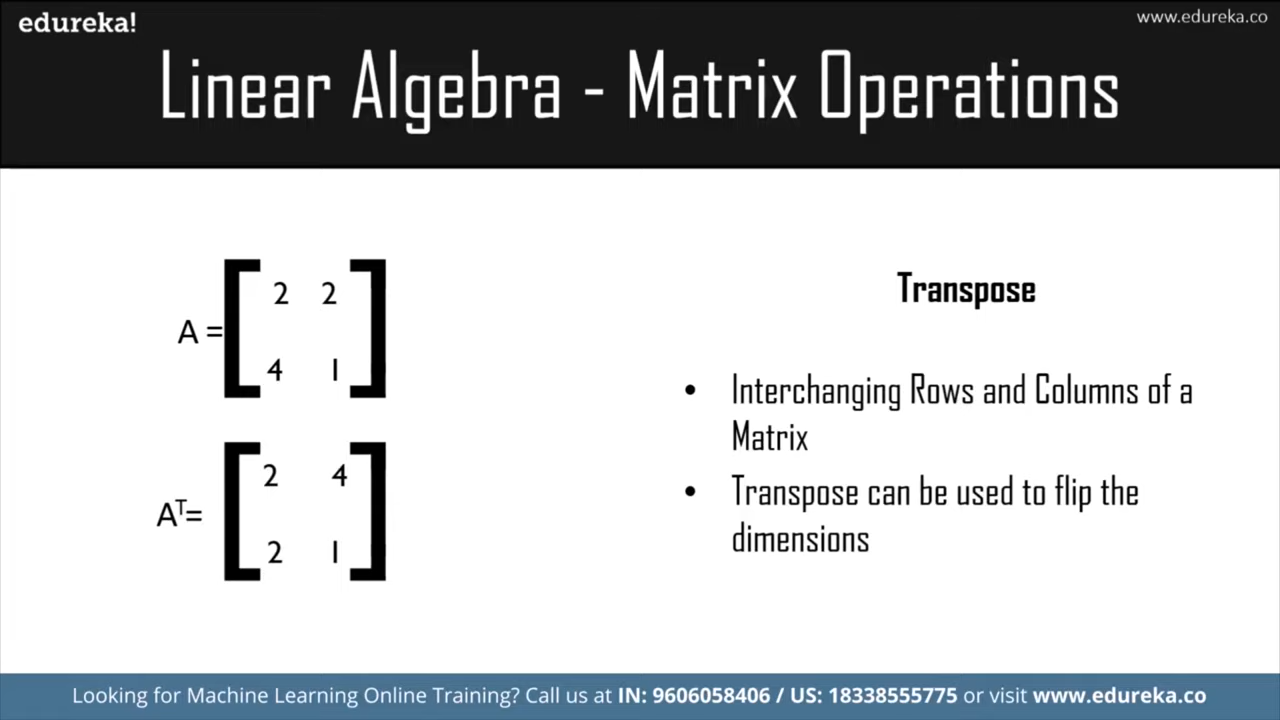 edureka!
www.edureka.co
Linear Algebra - Matrix Operations
A =
2 2
4 1
Aᵀ=
2 4
2 1
Transpose
• Interchanging Rows and Columns of a
Matrix
• Transpose can be used to flip the
dimensions
Looking for Machine Learning Online Training? Call us at IN: 9606058406 / US: 18338555775 or visit www.edureka.co